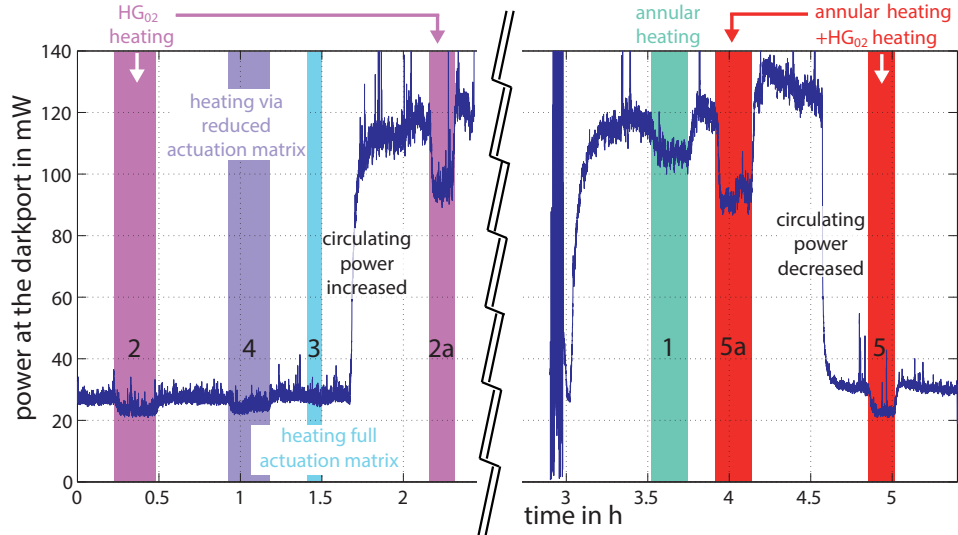 HG02
heating
annular
heating
annular heating
+HG02 heating
power at the darkport in mW
140
120
100
80
60
40
20
0
heating via
reduced
actuation matrix
circulating
power
increased
circulating
power
decreased
2
4
3
2a
1
5a
5
heating full
actuation matrix
0
0.5
1
1.5
2
3
3.5
4
4.5
5
time in h